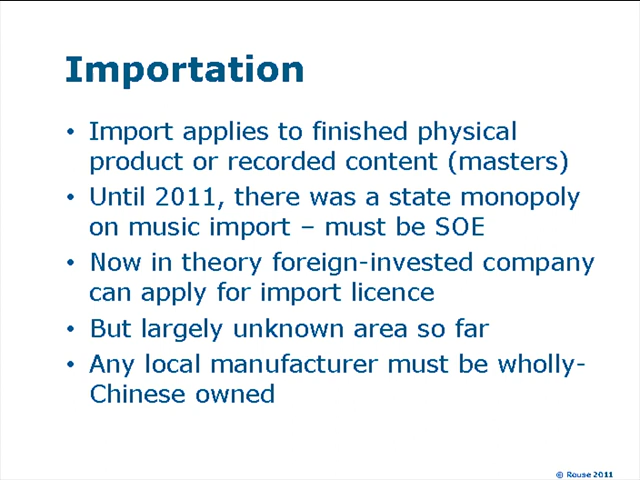 Importation
• Import applies to finished physical
product or recorded content (masters)
• Until 2011, there was a state monopoly
on music import – must be SOE
• Now in theory foreign-invested company
can apply for import licence
• But largely unknown area so far
• Any local manufacturer must be wholly-
Chinese owned
© Rouse 2011